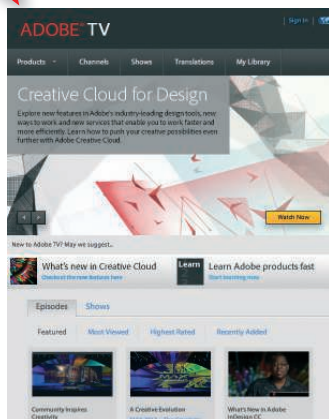 ADOBE® TV
Sign In
Products Channels Shows Translations My Library
Creative Cloud for Design
Explore new features in Adobe's industry-leading design tools, new
ways to work and new services that enable you to work faster and
more efficiently. Learn how to push your creative possibilities even
further with Adobe Creative Cloud.
Watch Now
New to Adobe TV? May we suggest...
What's new in Creative Cloud
Checkout the new features here
Learn
Learn Adobe products fast
Start learning now
Episodes Shows
Featured Most Viewed Highest Rated Recently Added
Community Inspires
Creativity
A Creative Evolution
What's New in Adobe
InDesign CC